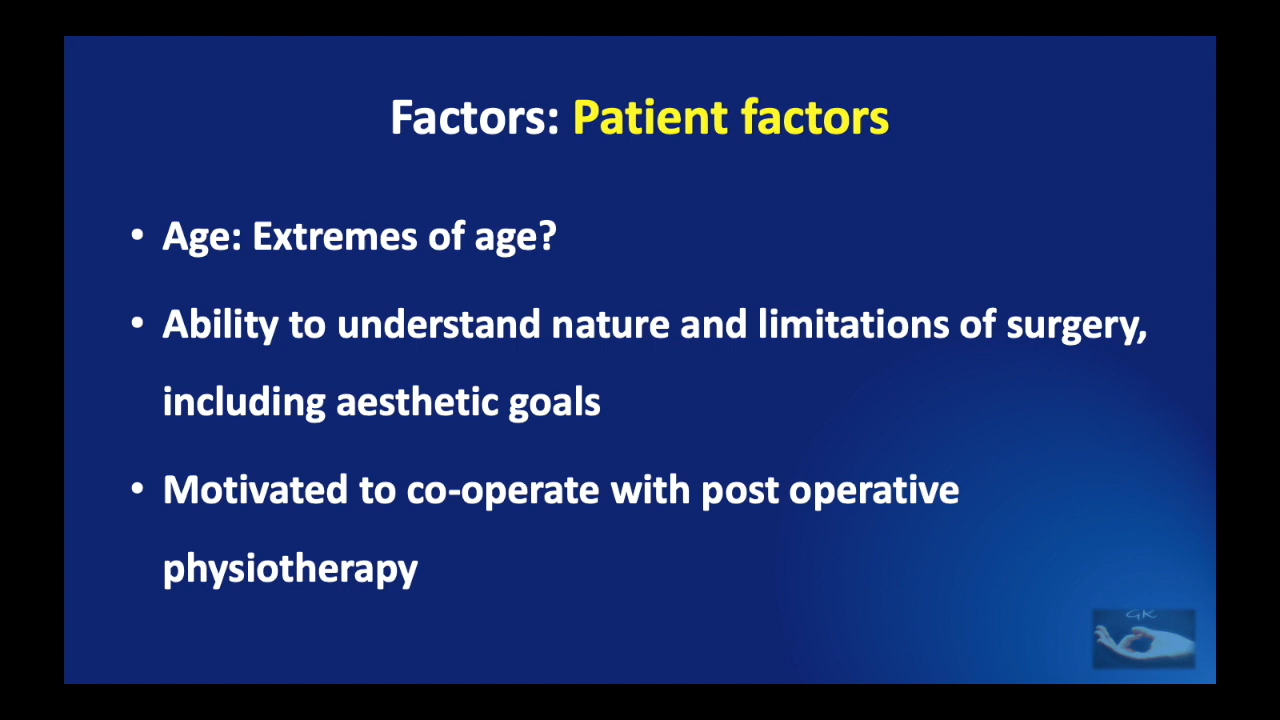 Factors: Patient factors
• Age: Extremes of age?
• Ability to understand nature and limitations of surgery,
including aesthetic goals
• Motivated to co-operate with post operative
physiotherapy
GK